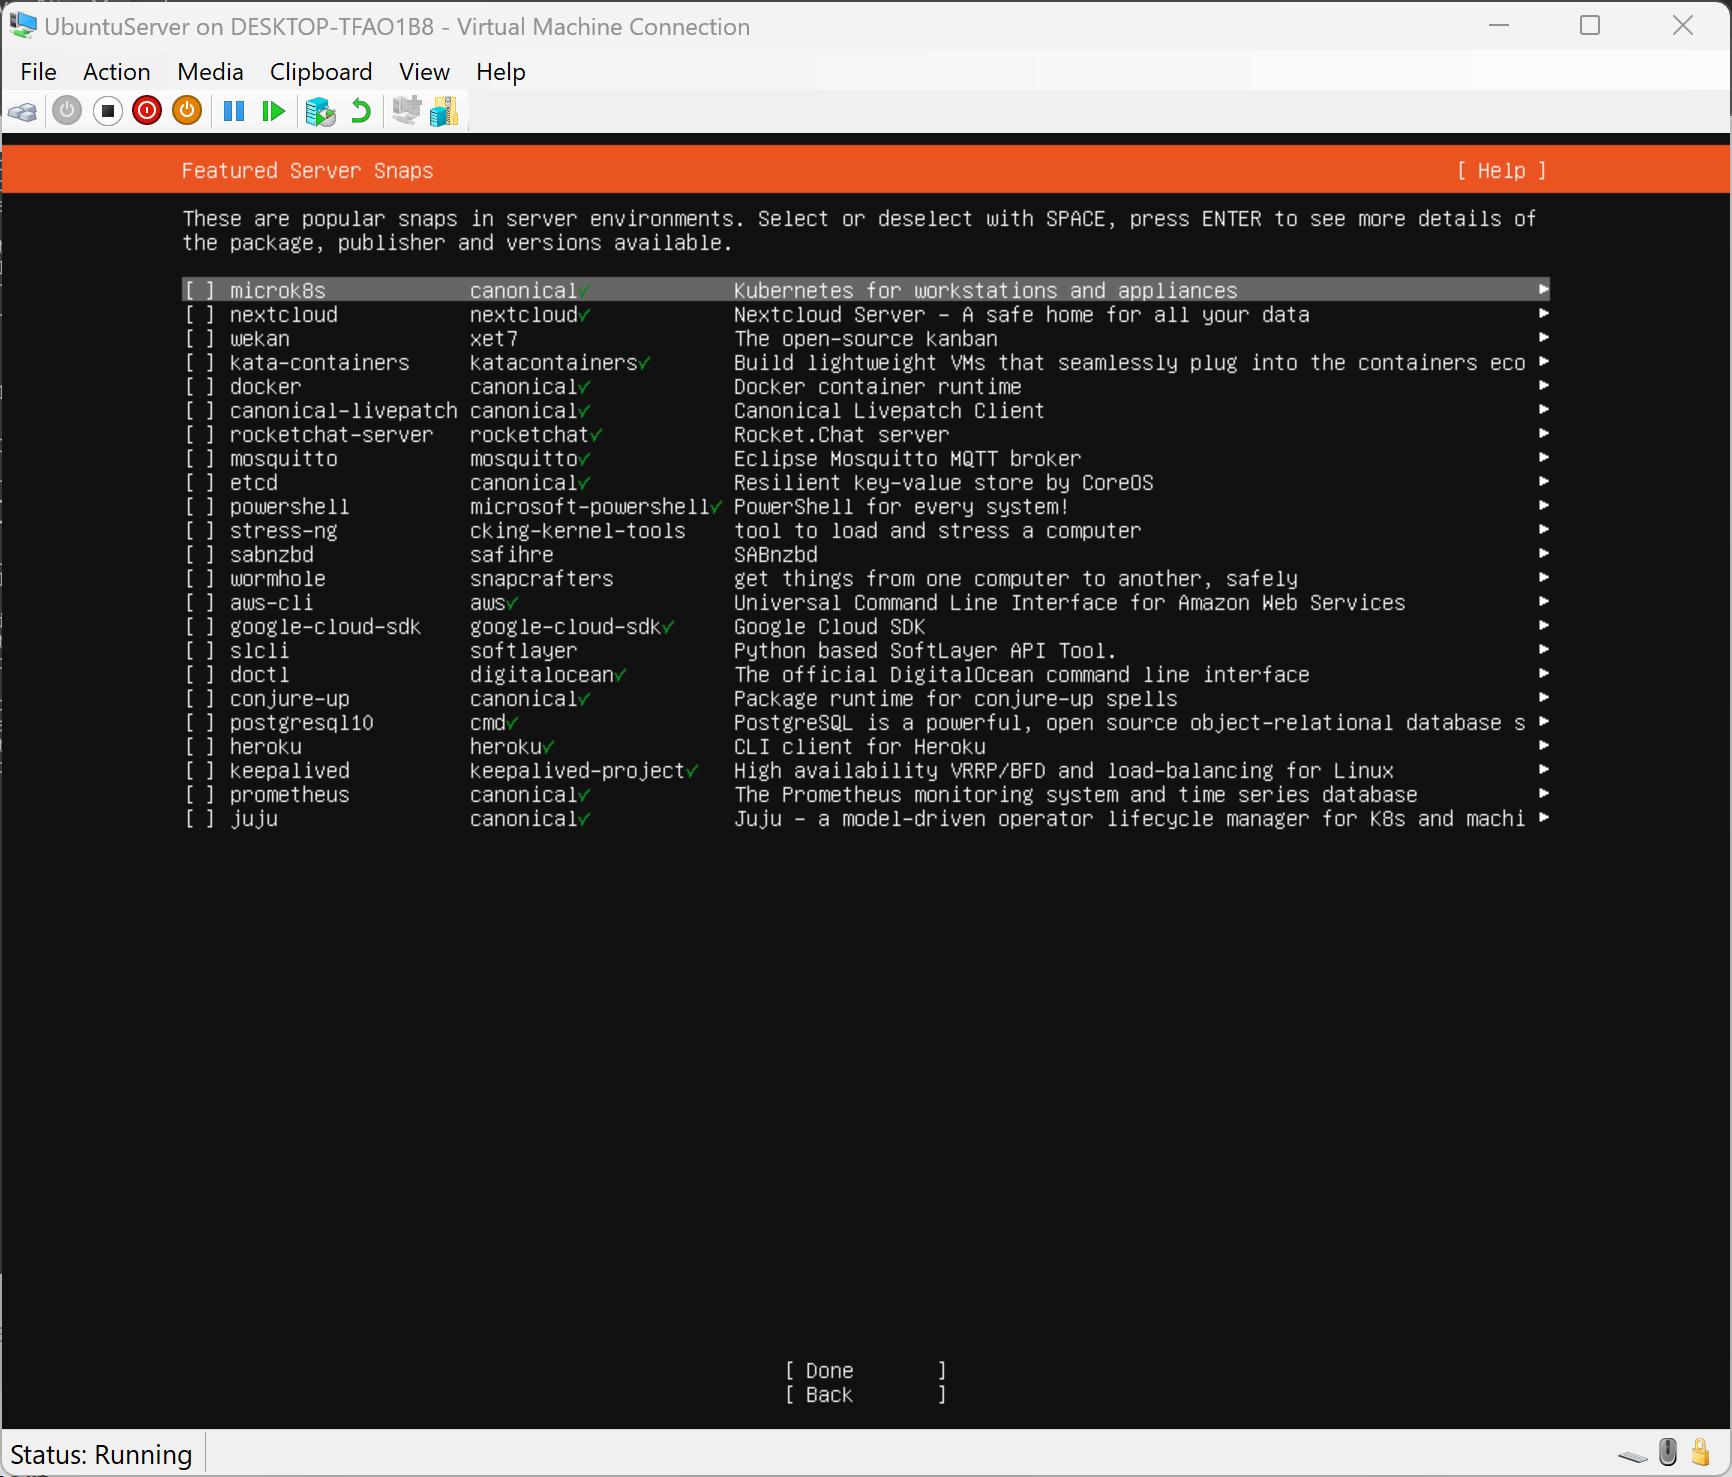 UbuntuServer on DESKTOP-TFAO1B8 - Virtual Machine Connection
File Action Media Clipboard View Help
Featured Server Snaps [ Help ]
These are popular snaps in server environments. Select or deselect with SPACE, press ENTER to see more details of
the package, publisher and versions available.
[ ] microk8s canonical✓ Kubernetes for workstations and appliances ▸
[ ] nextcloud nextcloud✓ Nextcloud Server - A safe home for all your data ▸
[ ] wekan xet7 The open-source kanban ▸
[ ] kata-containers katacontainers✓ Build lightweight VMs that seamlessly plug into the containers eco ▸
[ ] docker canonical✓ Docker container runtime ▸
[ ] canonical-livepatch canonical✓ Canonical Livepatch Client ▸
[ ] rocketchat-server rocketchat✓ Rocket.Chat server ▸
[ ] mosquitto mosquitto✓ Eclipse Mosquitto MQTT broker ▸
[ ] etcd canonical✓ Resilient key-value store by CoreOS ▸
[ ] powershell microsoft-powershell✓ PowerShell for every system! ▸
[ ] stress-ng cking-kernel-tools tool to load and stress a computer ▸
[ ] sabnzbd safihre SABnzbd ▸
[ ] wormhole snapcrafters get things from one computer to another, safely ▸
[ ] aws-cli aws✓ Universal Command Line Interface for Amazon Web Services ▸
[ ] google-cloud-sdk google-cloud-sdk✓ Google Cloud SDK ▸
[ ] slcli softlayer Python based SoftLayer API Tool. ▸
[ ] doctl digitalocean✓ The official DigitalOcean command line interface ▸
[ ] conjure-up canonical✓ Package runtime for conjure-up spells ▸
[ ] postgresql10 cmd✓ PostgreSQL is a powerful, open source object-relational database s ▸
[ ] heroku heroku✓ CLI client for Heroku ▸
[ ] keepalived keepalived-project✓ High availability VRRP/BFD and load-balancing for Linux ▸
[ ] prometheus canonical✓ The Prometheus monitoring system and time series database ▸
[ ] juju canonical✓ Juju - a model-driven operator lifecycle manager for K8s and machi ▸
[ Done ]
[ Back ]
Status: Running